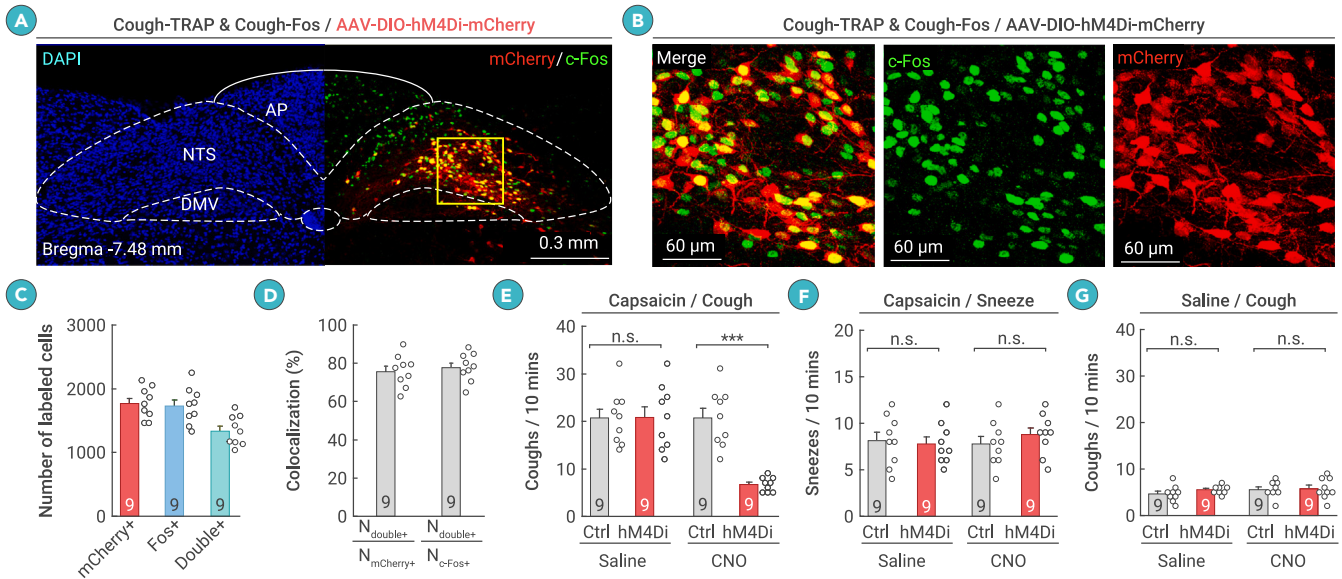 A
Cough-TRAP & Cough-Fos / AAV-DIO-hM4Di-mCherry
DAPI
mCherry/c-Fos
AP
NTS
DMV
Bregma -7.48 mm
0.3 mm
B
Cough-TRAP & Cough-Fos / AAV-DIO-hM4Di-mCherry
Merge
60 µm
c-Fos
60 µm
mCherry
60 µm
C
Number of labeled cells
3000
2000
1000
0
9
9
9
mCherry+
Fos+
Double+
D
Colocalization (%)
100
80
60
40
20
0
9
9
Ndouble+
NmCherry+
Ndouble+
Nc-Fos+
E
Capsaicin / Cough
Coughs / 10 mins
40
30
20
10
0
n.s.
***
9
9
9
9
Ctrl hM4Di
Ctrl hM4Di
Saline
CNO
F
Capsaicin / Sneeze
Sneezes / 10 mins
20
15
10
5
0
n.s.
n.s.
9
9
9
9
Ctrl hM4Di
Ctrl hM4Di
Saline
CNO
G
Saline / Cough
Coughs / 10 mins
40
30
20
10
0
n.s.
n.s.
9
9
9
9
Ctrl hM4Di
Ctrl hM4Di
Saline
CNO